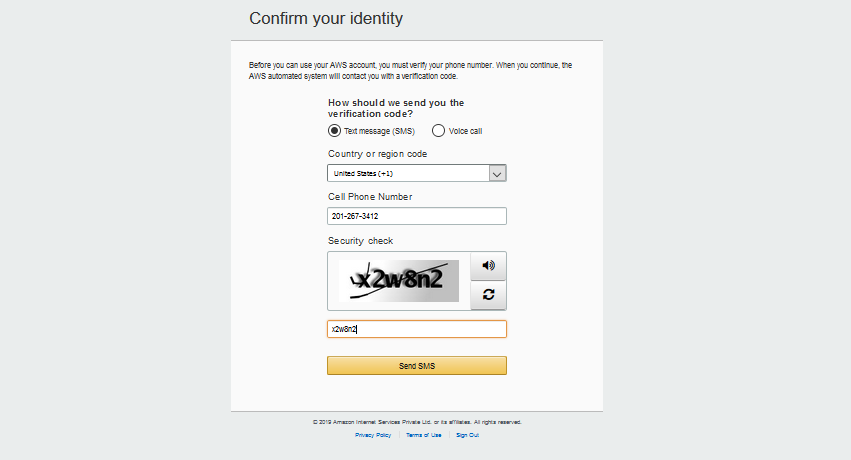 Confirm your identity
Before you can use your AWS account, you must verify your phone number. When you continue, the
AWS automated system will contact you with a verification code.
How should we send you the
verification code?
Text message (SMS) Voice call
Country or region code
United States (+1)
Cell Phone Number
201-267-3412
Security check
x2w8n2
x2w8n2
Send SMS
© 2019 Amazon Internet Services Private Ltd. or its affiliates. All rights reserved.
Privacy Policy | Terms of Use | Sign Out